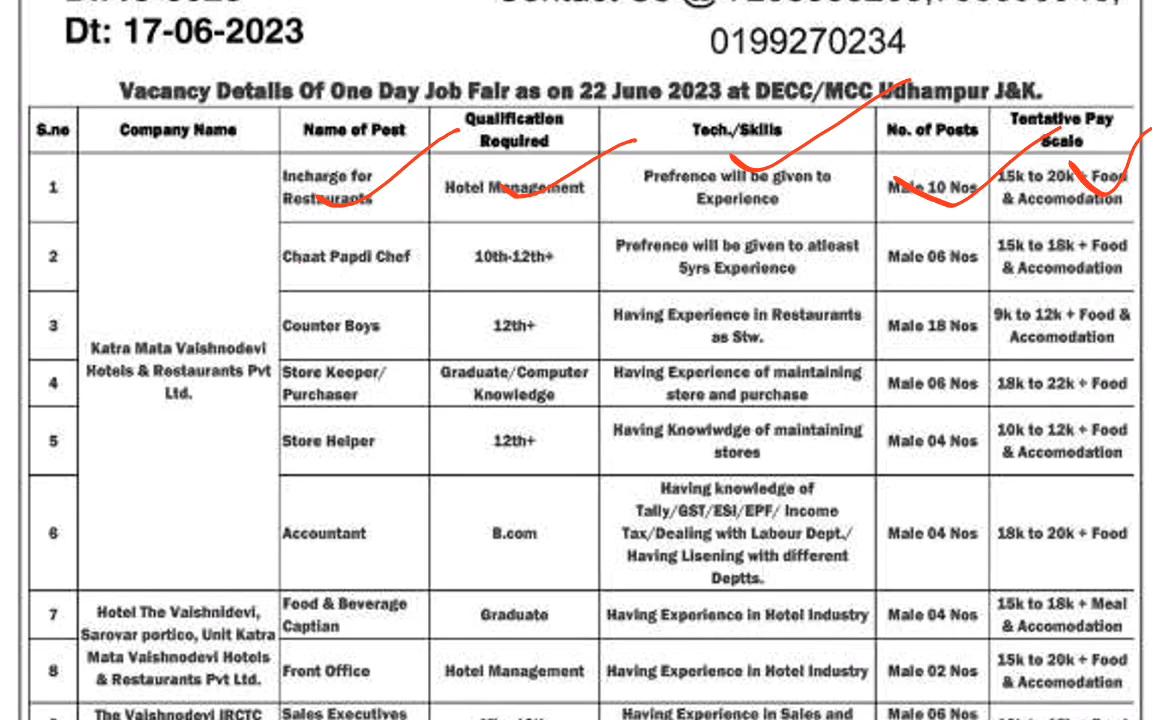 Dt: 17-06-2023
0199270234
Vacancy Details Of One Day Job Fair as on 22 June 2023 at DECC/MCC Udhampur J&K.
S.no Company Name Name of Post Qualification Required Tech./Skills No. of Posts Tentative Pay Scale
Katra Mata Vaishnodevi Hotels & Restaurants Pvt Ltd.
1 Incharge for Restaurants Hotel Management Prefrence will be given to Experience Male 10 Nos 15k to 20k + Food & Accomodation
2 Chaat Papdi Chef 10th-12th+ Prefrence will be given to atleast 5yrs Experience Male 06 Nos 15k to 18k + Food & Accomodation
3 Counter Boys 12th+ Having Experience in Restaurants as Stw. Male 18 Nos 9k to 12k + Food & Accomodation
4 Store Keeper/ Purchaser Graduate/Computer Knowledge Having Experience of maintaining store and purchase Male 06 Nos 18k to 22k + Food
5 Store Helper 12th+ Having Knowlwdge of maintaining stores Male 04 Nos 10k to 12k + Food & Accomodation
6 Accountant B.com Having knowledge of Tally/GST/ESI/EPF/ Income Tax/Dealing with Labour Dept./ Having Lisening with different Deptts. Male 04 Nos 18k to 20k + Food
Hotel The Vaishnidevi, Sarovar portico, Unit Katra Mata Vaishnodevi Hotels & Restaurants Pvt Ltd.
7 Food & Beverage Captian Graduate Having Experience in Hotel Industry Male 04 Nos 15k to 18k + Meal & Accomodation
8 Front Office Hotel Management Having Experience in Hotel Industry Male 02 Nos 15k to 20k + Food & Accomodation
The Vaishnodevi IRCTC Sales Executives Having Experience in Sales and Male 06 Nos